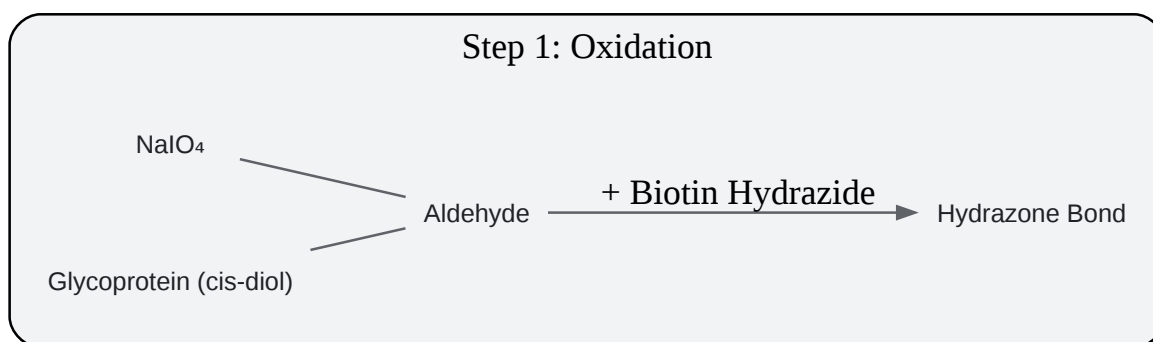 Step 1: Oxidation
NaIO₄
Aldehyde
+ Biotin Hydrazide
Hydrazone Bond
Glycoprotein (cis-diol)